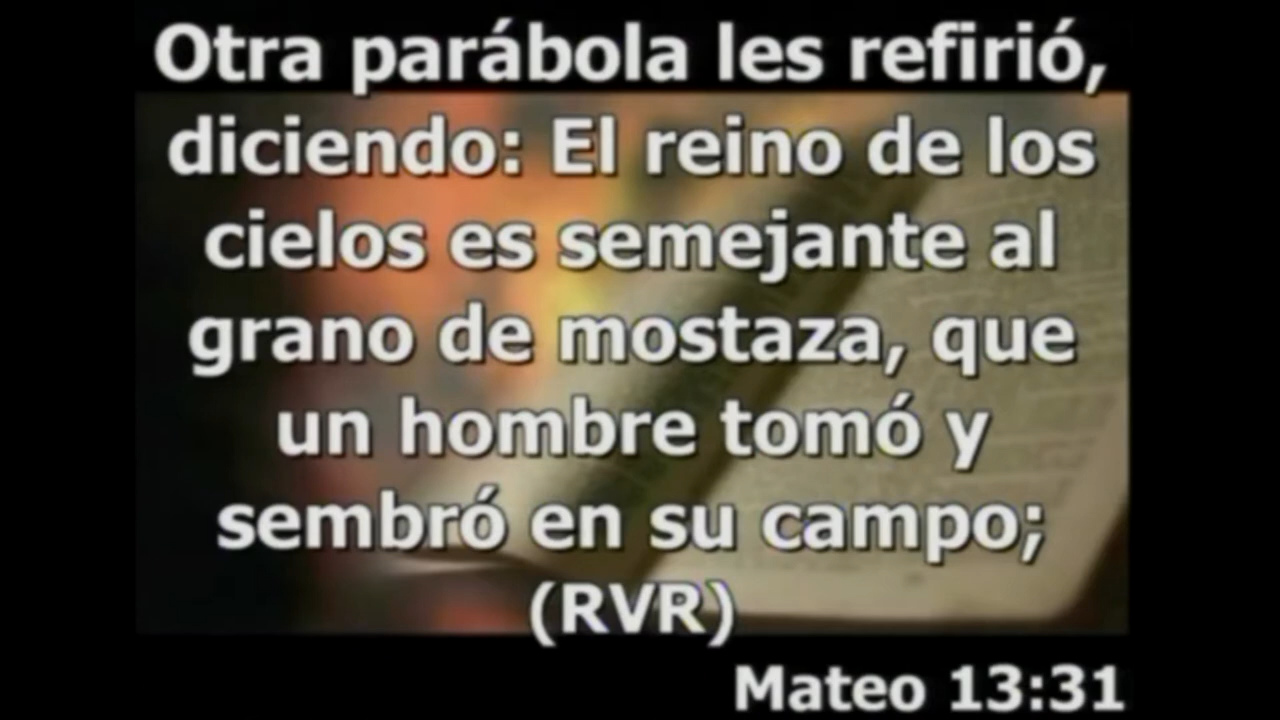 Otra parábola les refirió,
diciendo: El reino de los
cielos es semejante al
grano de mostaza, que
un hombre tomó y
sembró en su campo;
(RVR)
Mateo 13:31